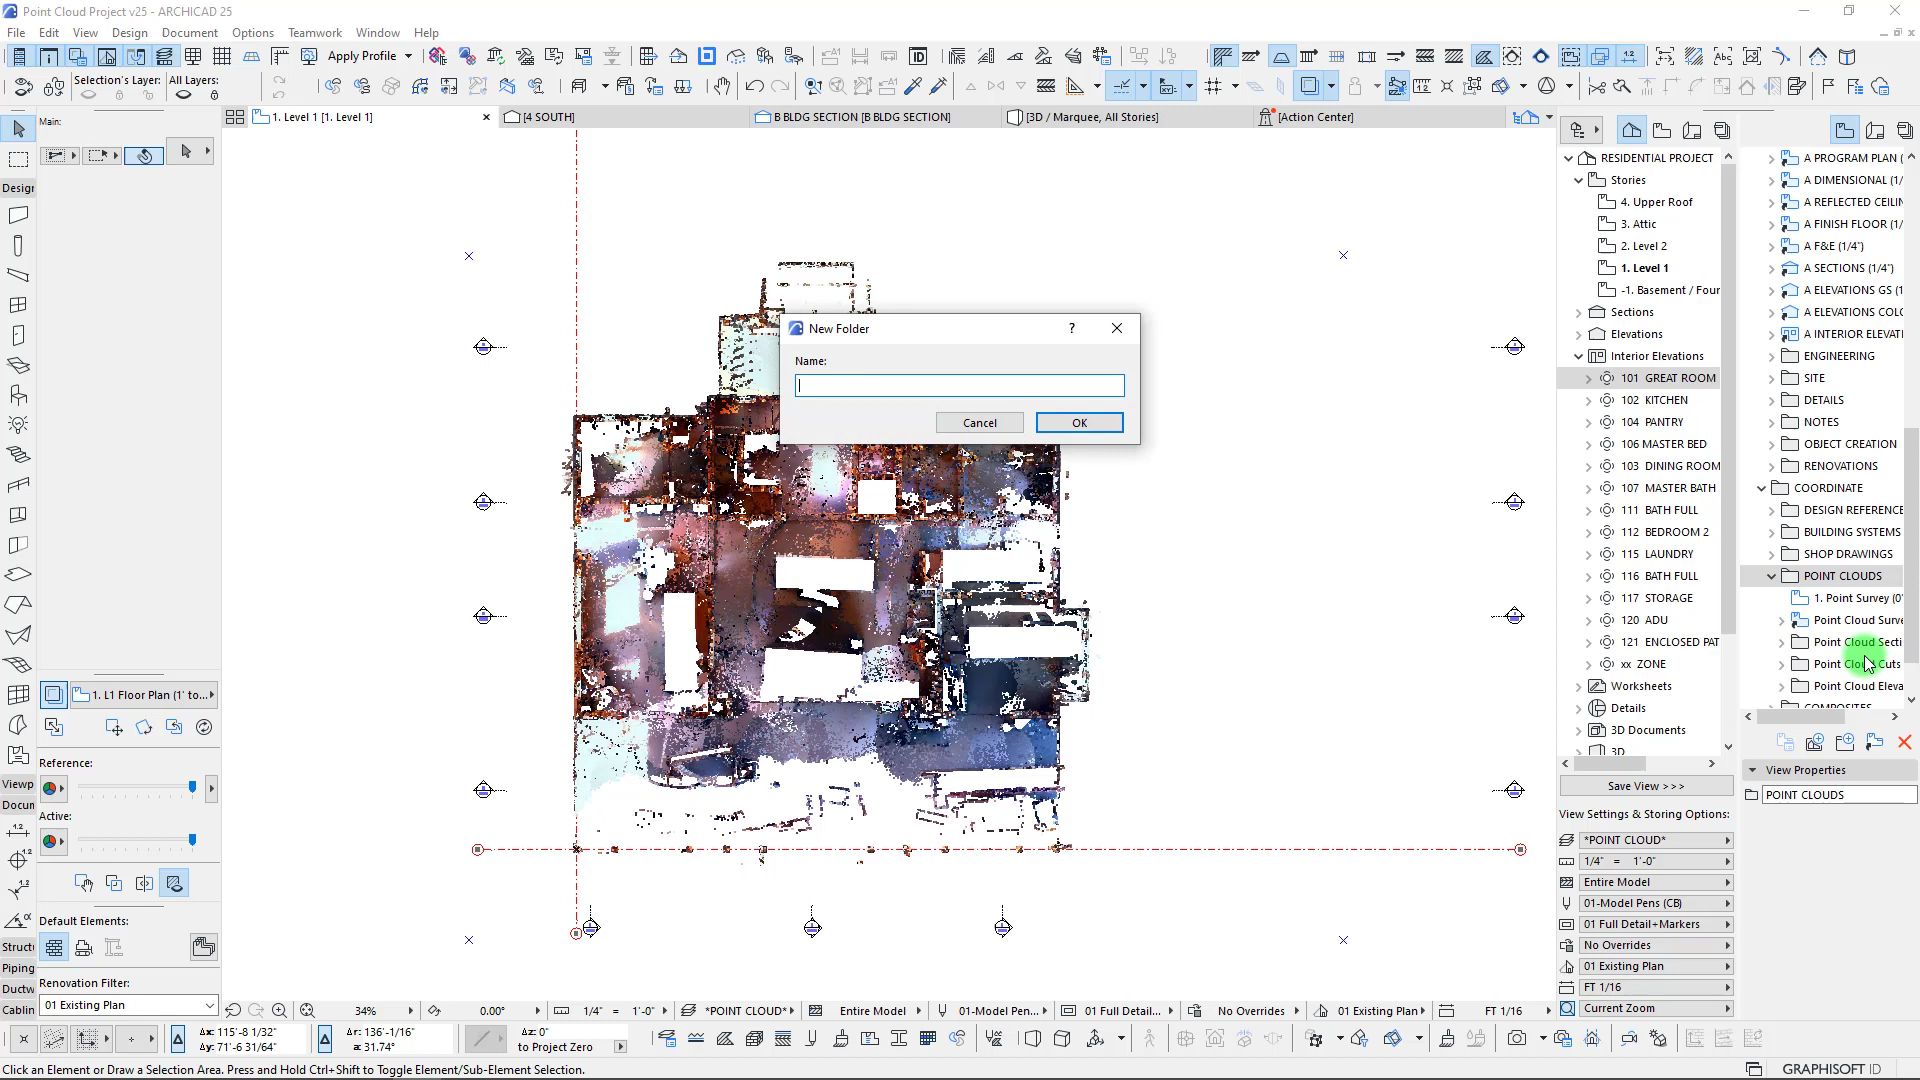 Point Cloud Project v25 - ARCHICAD 25
File Edit View Design Document Options Teamwork Window Help
Apply Profile
Selection's Layer:
All Layers:
1. Level 1 [1. Level 1]
[4 SOUTH]
B BLDG SECTION [B BLDG SECTION]
[3D / Marquee, All Stories]
[Action Center]
Main:
Design
Viewp
Docun
Structu
Piping
Ductw
Cablin
1. L1 Floor Plan (1' to...
Reference:
Active:
Default Elements:
Renovation Filter:
01 Existing Plan
New Folder
?
Name:
Cancel
OK
RESIDENTIAL PROJECT
Stories
4. Upper Roof
3. Attic
2. Level 2
1. Level 1
-1. Basement / Four
Sections
Elevations
Interior Elevations
101 GREAT ROOM
102 KITCHEN
104 PANTRY
106 MASTER BED
103 DINING ROOM
107 MASTER BATH
111 BATH FULL
112 BEDROOM 2
115 LAUNDRY
116 BATH FULL
117 STORAGE
120 ADU
121 ENCLOSED PAT
xx ZONE
Worksheets
Details
3D Documents
3D
Save View >>>
View Settings & Storing Options:
*POINT CLOUD*
1/4" = 1'-0"
Entire Model
01-Model Pens (CB)
01 Full Detail+Markers
No Overrides
01 Existing Plan
FT 1/16
Current Zoom
A PROGRAM PLAN (
A DIMENSIONAL (1/
A REFLECTED CEILIN
A FINISH FLOOR (1/
A F&E (1/4")
A SECTIONS (1/4")
A ELEVATIONS GS (1
A ELEVATIONS COLO
A INTERIOR ELEVATI
ENGINEERING
SITE
DETAILS
NOTES
OBJECT CREATION
RENOVATIONS
COORDINATE
DESIGN REFERENCE
BUILDING SYSTEMS
SHOP DRAWINGS
POINT CLOUDS
1. Point Survey (0'
Point Cloud Surve
Point Cloud Secti
Point Cloud Cuts
Point Cloud Eleva
COMPOSITES
View Properties
POINT CLOUDS
34%
0.00°
1/4" = 1'-0"
*POINT CLOUD*
Entire Model
01-Model Pen...
01 Full Detail...
No Overrides
01 Existing Plan
FT 1/16
Δx: 115'-8 1/32"
Δy: 71'-6 31/64"
Δr: 136'-1/16"
a: 31.74°
Δz: 0"
to Project Zero
Click an Element or Draw a Selection Area. Press and Hold Ctrl+Shift to Toggle Element/Sub-Element Selection.
GRAPHISOFT ID